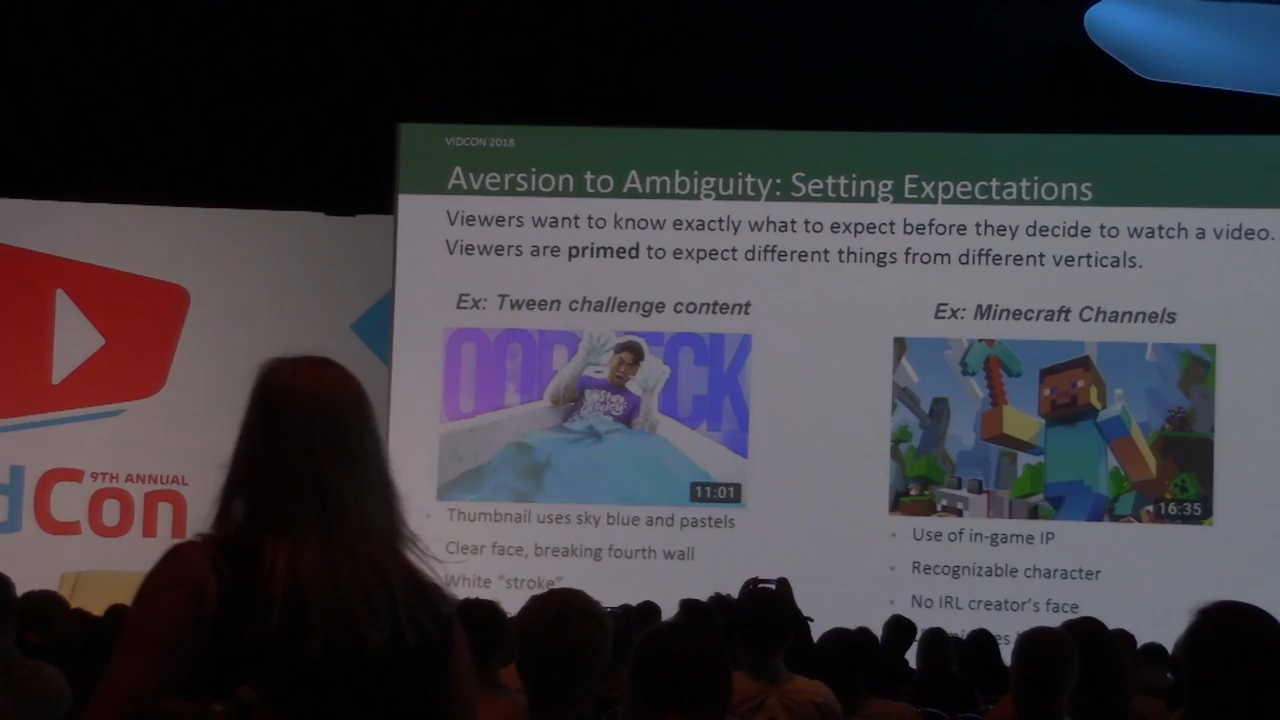 VIDCON 2018
Aversion to Ambiguity: Setting Expectations
Viewers want to know exactly what to expect before they decide to watch a video.
Viewers are primed to expect different things from different verticals.
Ex: Tween challenge content
11:01
Thumbnail uses sky blue and pastels
Clear face, breaking fourth wall
White “stroke”
Ex: Minecraft Channels
16:35
Use of in-game IP
Recognizable character
No IRL creator’s face
9TH ANNUAL
dCon